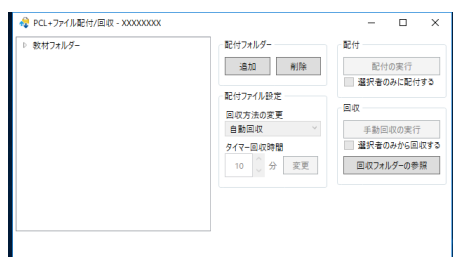 PCL+ファイル配付/回収 - XXXXXXXX
教材フォルダー
配付フォルダー
追加
削除
配付ファイル設定
回収方法の変更
自動回収
タイマー回収時間
10
分
変更
配付
配付の実行
選択者のみに配付する
回収
手動回収の実行
選択者のみから回収する
回収フォルダーの参照